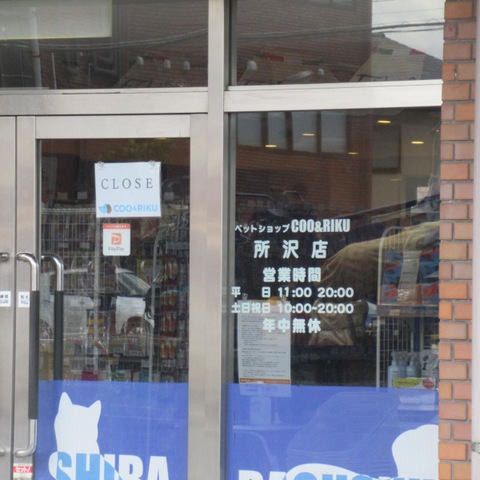 CLOSE
COO&RIKU
PayPay
ペットショップCOO&RIKU
所沢店
営業時間
平　日 11:00 20:00
土日祝日 10:00~20:00
年中無休
SHIBA